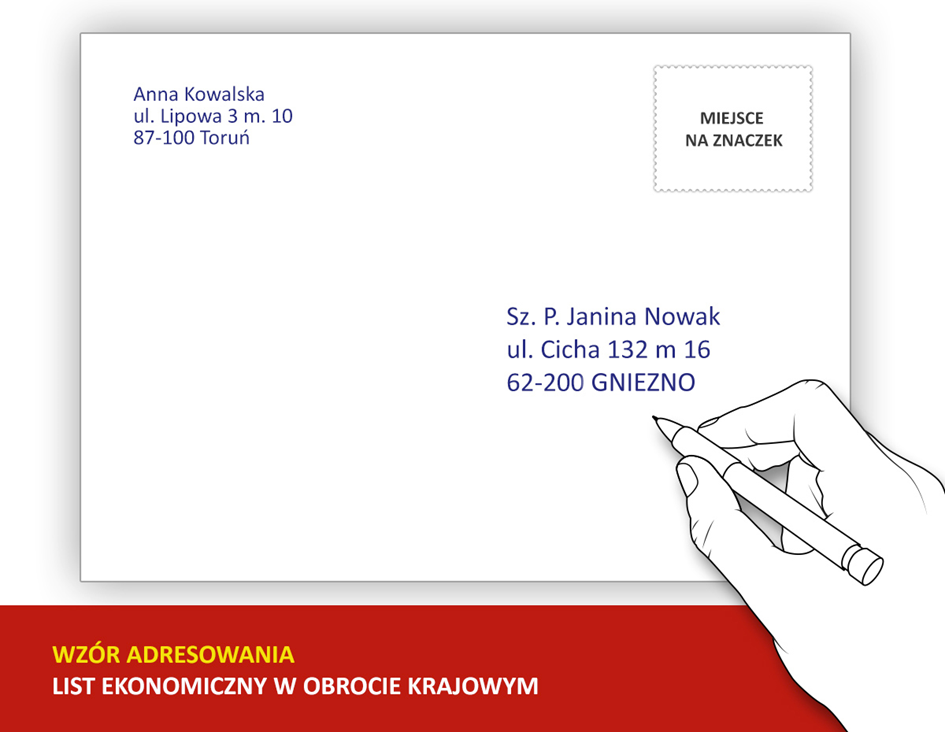 Anna Kowalska
ul. Lipowa 3 m. 10
87-100 Toruń
MIEJSCE
NA ZNACZEK
Sz. P. Janina Nowak
ul. Cicha 132 m 16
62-200 GNIEZNO
WZÓR ADRESOWANIA
LIST EKONOMICZNY W OBROCIE KRAJOWYM